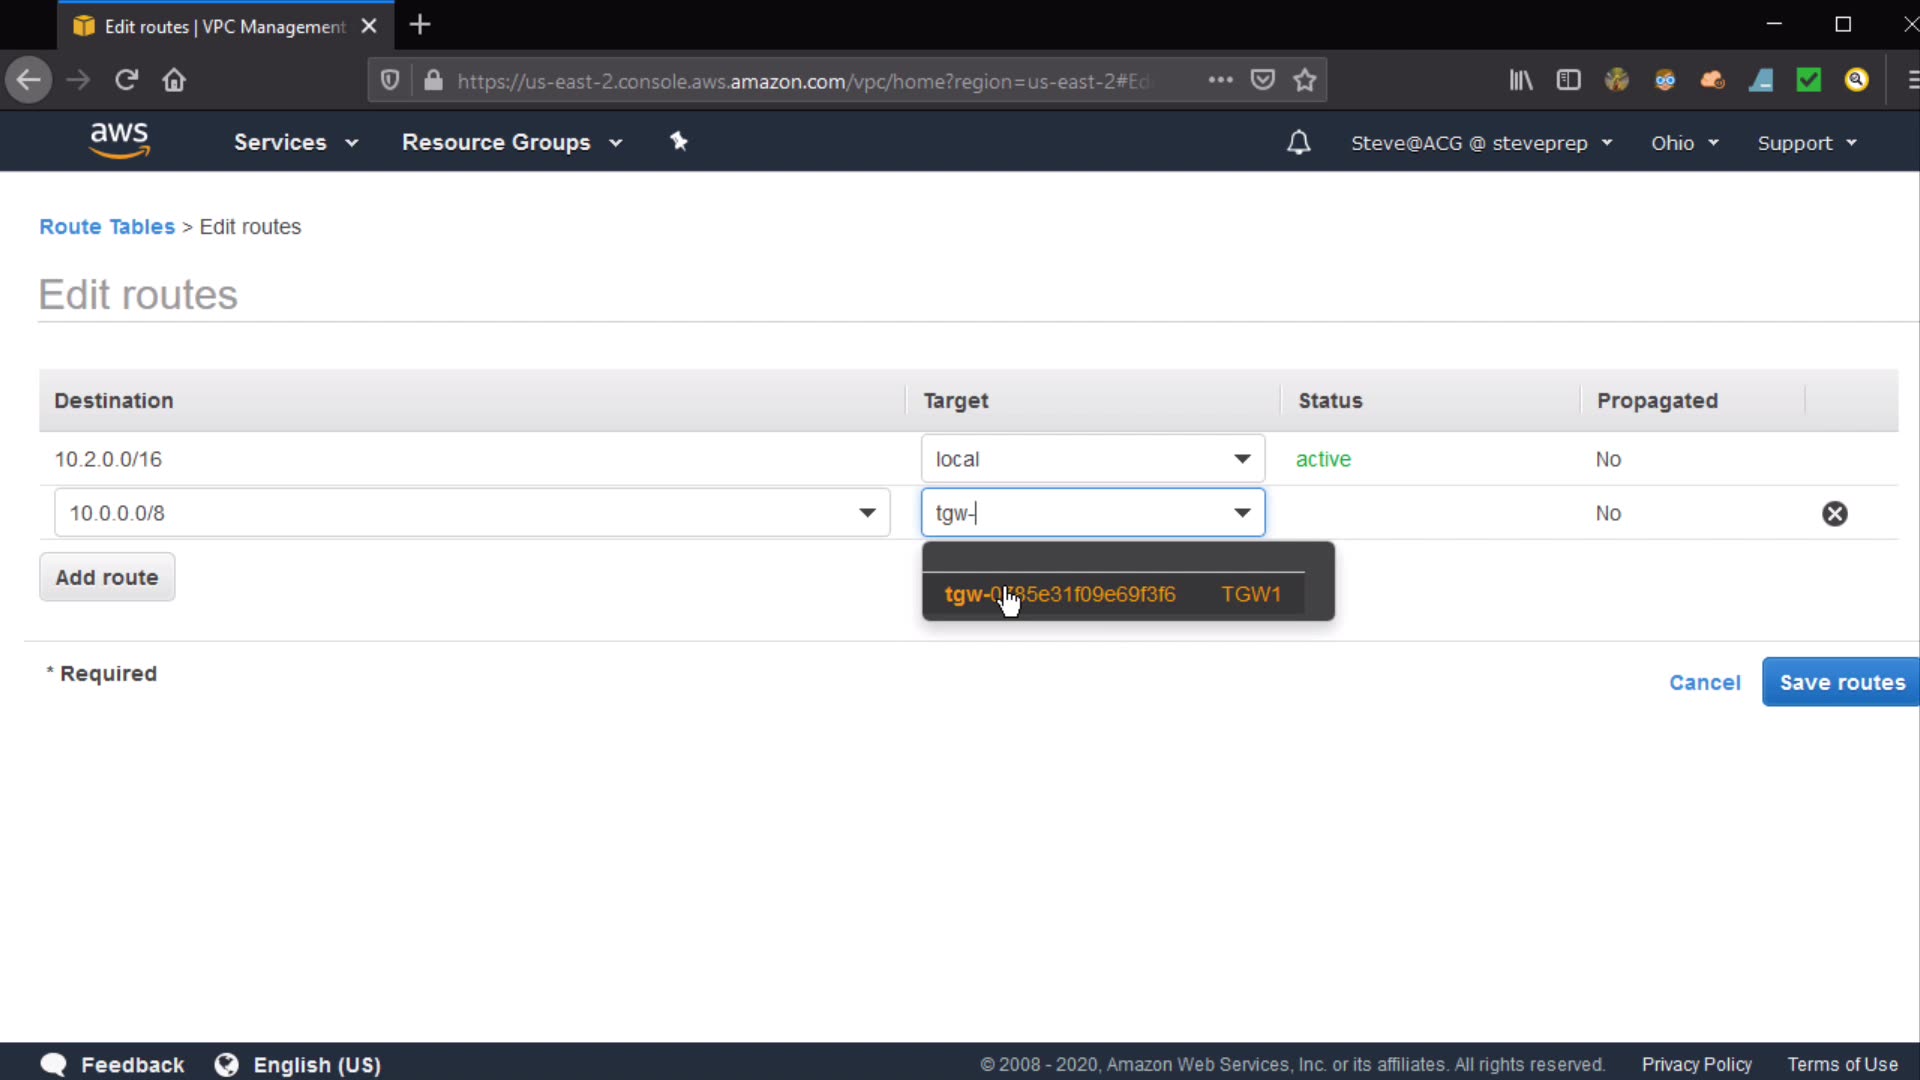 Edit routes | VPC Management
https://us-east-2.console.aws.amazon.com/vpc/home?region=us-east-2#Ed
aws
Services
Resource Groups
Steve@ACG @ steveprep
Ohio
Support
Route Tables > Edit routes
Edit routes
Destination
Target
Status
Propagated
10.2.0.0/16
local
active
No
10.0.0.0/8
tgw-
No
tgw-0785e31f09e69f3f6
TGW1
Add route
* Required
Cancel
Save routes
Feedback
English (US)
© 2008 - 2020, Amazon Web Services, Inc. or its affiliates. All rights reserved.
Privacy Policy
Terms of Use